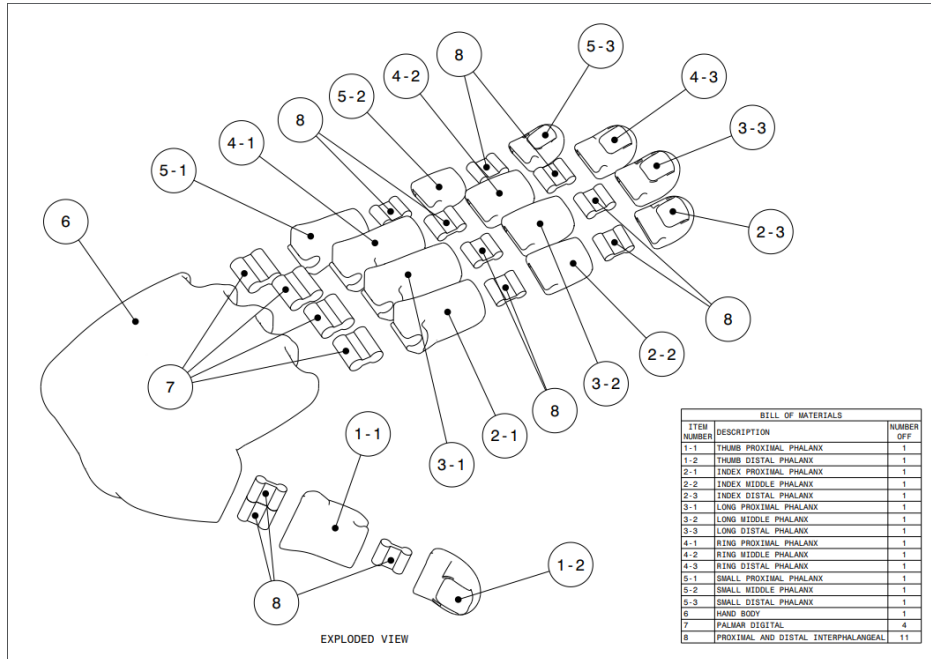 5-3
8
4-2
4-3
5-2
8
3-3
4-1
5-1
6
2-3
8
2-2
3-2
7
8
2-1
1-1
3-1
1-2
8
EXPLODED VIEW
BILL OF MATERIALS
ITEM NUMBER DESCRIPTION NUMBER OFF
1-1 THUMB PROXIMAL PHALANX 1
1-2 THUMB DISTAL PHALANX 1
2-1 INDEX PROXIMAL PHALANX 1
2-2 INDEX MIDDLE PHALANX 1
2-3 INDEX DISTAL PHALANX 1
3-1 LONG PROXIMAL PHALANX 1
3-2 LONG MIDDLE PHALANX 1
3-3 LONG DISTAL PHALANX 1
4-1 RING PROXIMAL PHALANX 1
4-2 RING MIDDLE PHALANX 1
4-3 RING DISTAL PHALANX 1
5-1 SMALL PROXIMAL PHALANX 1
5-2 SMALL MIDDLE PHALANX 1
5-3 SMALL DISTAL PHALANX 1
6 HAND BODY 1
7 PALMAR DIGITAL 4
8 PROXIMAL AND DISTAL INTERPHALANGEAL 11